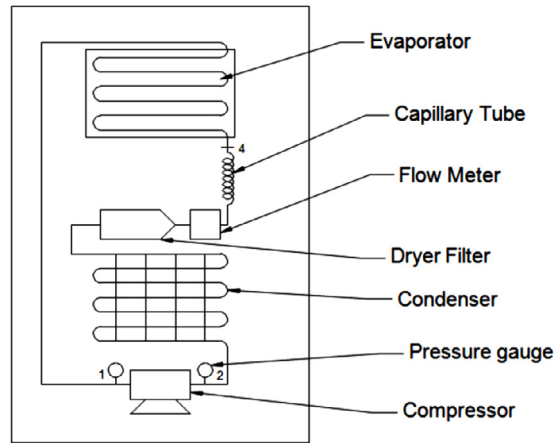 Evaporator
Capillary Tube
4
Flow Meter
Dryer Filter
Condenser
Pressure gauge
1
2
Compressor